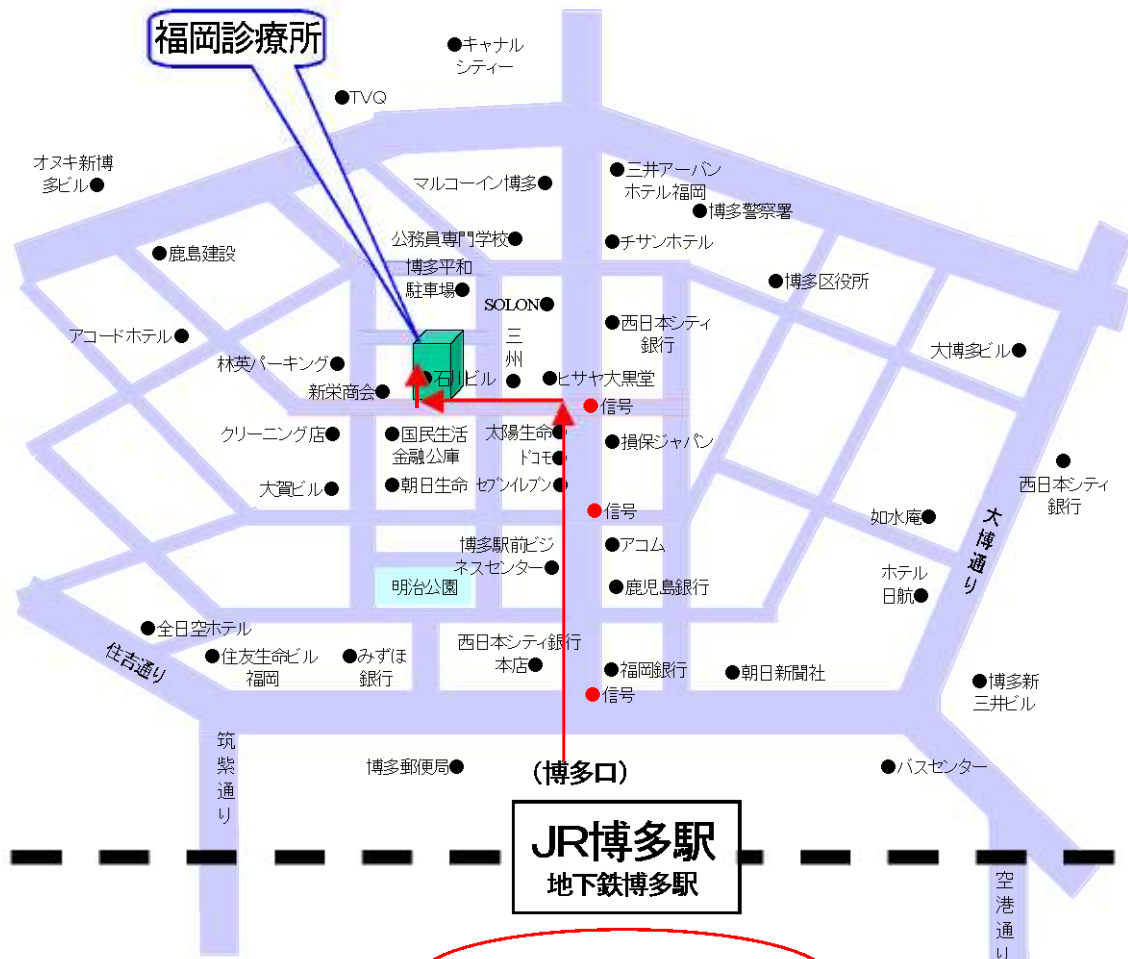 福岡診療所
キャナル
シティー
TVQ
オヌキ新博
多ビル
マルコーイン博多
三井アーバン
ホテル福岡
博多警察署
公務員専門学校
チサンホテル
鹿島建設
博多平和
駐車場
博多区役所
SOLON
三州
西日本シティ
銀行
アコードホテル
大博多ビル
林英パーキング
石川ビル
ヒサヤ大黒堂
新栄商会
信号
クリーニング店
国民生活
金融公庫
太陽生命
損保ジャパン
ドコモ
大賀ビル
朝日生命
セブンイレブン
西日本シティ
銀行
信号
如水庵
大博通り
博多駅前ビジ
ネスセンター
アコム
明治公園
鹿児島銀行
ホテル
日航
全日空ホテル
住吉通り
住友生命ビル
福岡
みずほ
銀行
西日本シティ銀行
本店
福岡銀行
朝日新聞社
博多新
三井ビル
信号
筑紫通り
博多郵便局
(博多口)
バスセンター
JR博多駅
地下鉄博多駅
空港通り